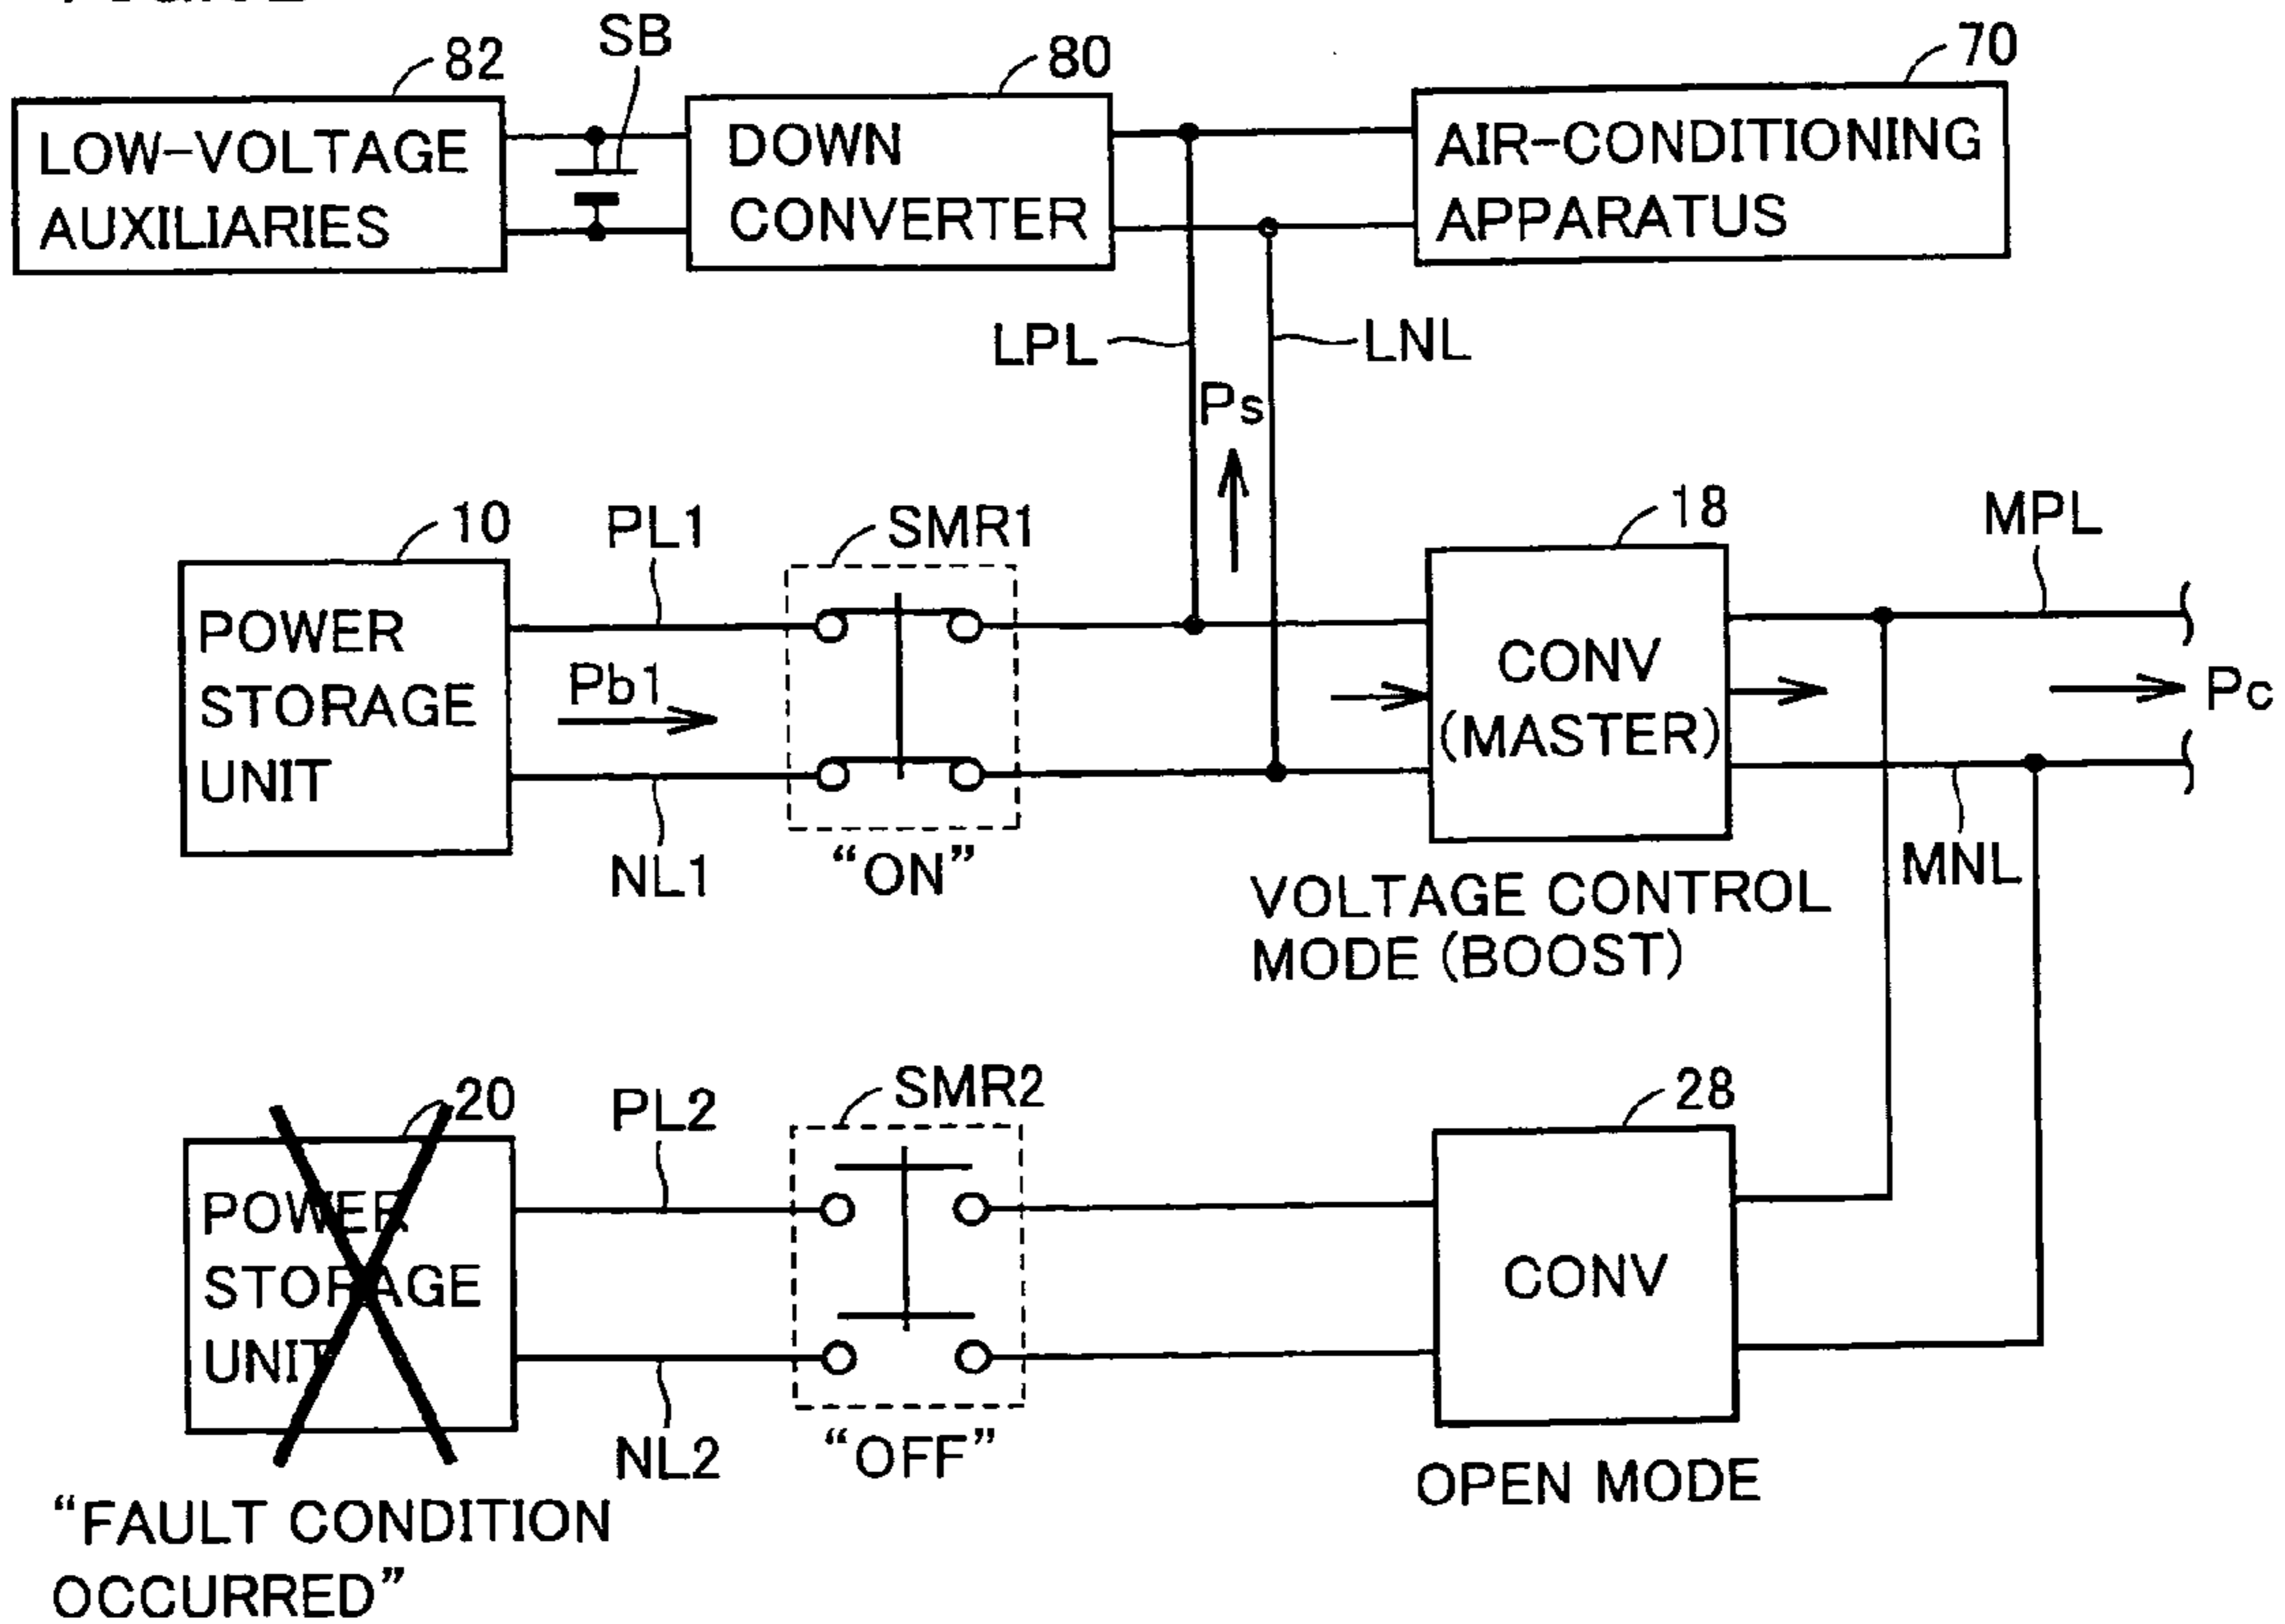 82
SB
80
70
LOW-VOLTAGE
AUXILIARIES
DOWN
CONVERTER
AIR-CONDITIONING
APPARATUS
LPL
LNL
Ps
10
PL1
SMR1
18
MPL
POWER
STORAGE
UNIT
Pb1
CONV
(MASTER)
Pc
NL1
“ON”
MNL
VOLTAGE CONTROL
MODE (BOOST)
20
PL2
SMR2
28
POWER
STORAGE
UNIT
CONV
NL2
“OFF”
OPEN MODE
“FAULT CONDITION
OCCURRED”